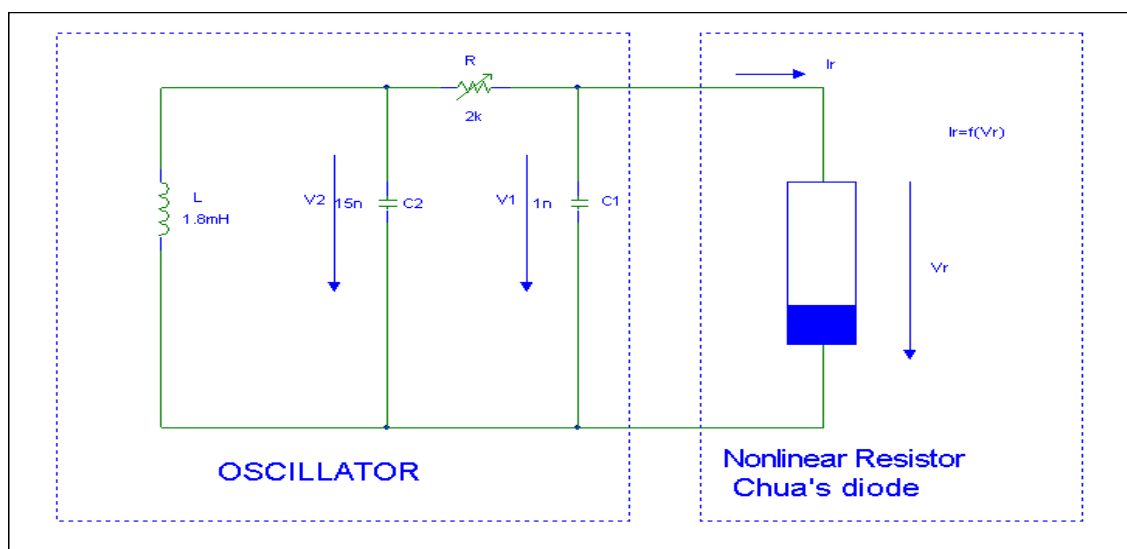 R
2k
Ir
Ir=f(Vr)
L
1.8mH
V2
15n
C2
V1
1n
C1
Vr
OSCILLATOR
Nonlinear Resistor
Chua's diode